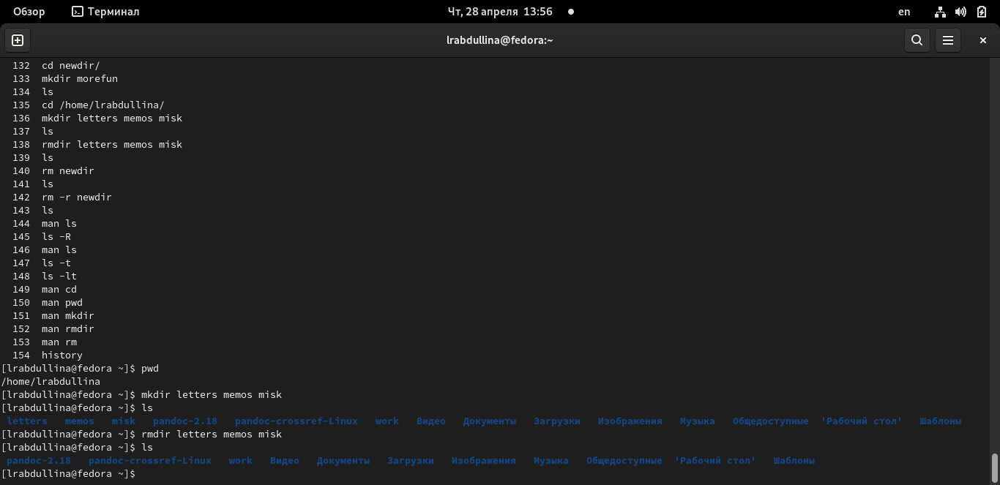 Обзор Терминал Чт, 28 апреля 13:56 en
lrabdullina@fedora:~
132 cd newdir/
133 mkdir morefun
134 ls
135 cd /home/lrabdullina/
136 mkdir letters memos misk
137 ls
138 rmdir letters memos misk
139 ls
140 rm newdir
141 ls
142 rm -r newdir
143 ls
144 man ls
145 ls -R
146 man ls
147 ls -t
148 ls -lt
149 man cd
150 man pwd
151 man mkdir
152 man rmdir
153 man rm
154 history
[lrabdullina@fedora ~]$ pwd
/home/lrabdullina
[lrabdullina@fedora ~]$ mkdir letters memos misk
[lrabdullina@fedora ~]$ ls
letters memos misk pandoc-2.18 pandoc-crossref-Linux work Видео Документы Загрузки Изображения Музыка Общедоступные 'Рабочий стол' Шаблоны
[lrabdullina@fedora ~]$ rmdir letters memos misk
[lrabdullina@fedora ~]$ ls
pandoc-2.18 pandoc-crossref-Linux work Видео Документы Загрузки Изображения Музыка Общедоступные 'Рабочий стол' Шаблоны
[lrabdullina@fedora ~]$